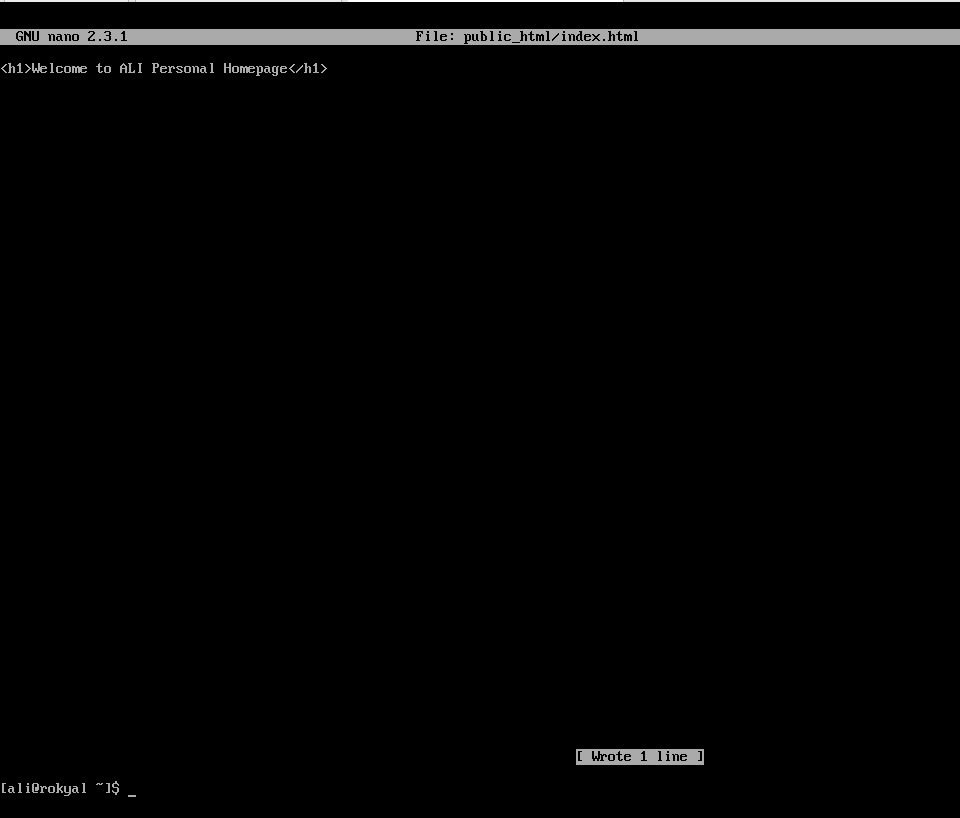 GNU nano 2.3.1 File: public_html/index.html
<h1>Welcome to ALI Personal Homepage</h1>
[ Wrote 1 line ]
[ali@rokyal ~]$ _